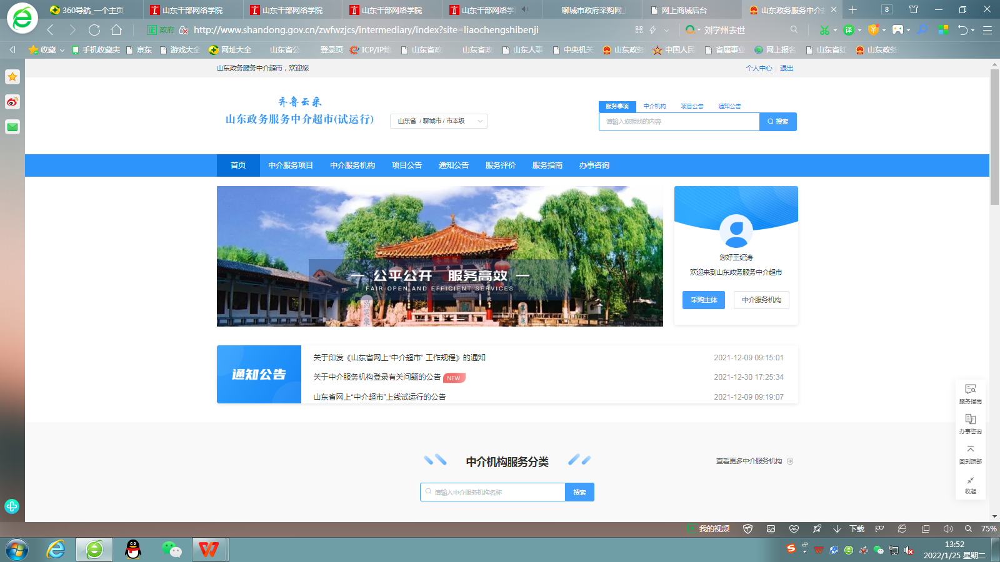 360导航_一个主页
山东干部网络学院
山东干部网络学院
山东干部网络学院
山东干部网络学
聊城市政府采购网
网上商城后台
山东政务服务中介超
8
证 政府
http://www.shandong.gov.cn/zwfwzjcs/intermediary/index?site=liaochengshibenji
刘学州去世
收藏
手机收藏夹
京东
游戏大全
网址大全
山东省公
登录页
ICP/IP地
山东省政
山东省政
山东人事
中央机关
山东政务
中国人民
省属事业
网上报名
山东省红
山东政务
山东政务服务中介超市，欢迎您
个人中心
退出
齐鲁云采
山东政务服务中介超市(试运行)
山东省 / 聊城市 / 市本级
服务事项
中介机构
项目公告
通知公告
请输入您想找的内容
搜索
首页
中介服务项目
中介服务机构
项目公告
通知公告
服务评价
服务指南
办事咨询
公平公开 服务高效
FAIR OPEN AND EFFICIENT SERVICES
您好王纪涛
欢迎来到山东政务服务中介超市
采购主体
中介服务机构
通知公告
关于印发《山东省网上“中介超市” 工作规程》的通知
2021-12-09 09:15:01
关于中介服务机构登录有关问题的公告 NEW
2021-12-30 17:25:34
山东省网上“中介超市”上线试运行的公告
2021-12-09 09:19:07
服务指南
办事咨询
回到顶部
收起
中介机构服务分类
查看更多中介服务机构
请输入中介服务机构名称
搜索
我的视频
下载
75%
13:52
2022/1/25 星期二